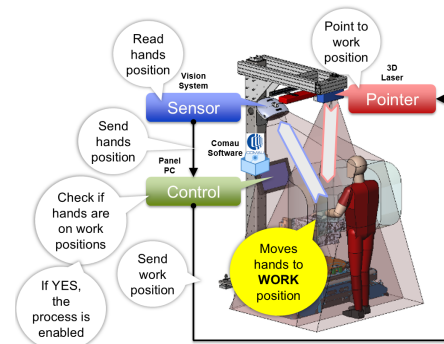 Read
hands
position
Vision
System
Sensor
Point to
work
position
3D
Laser
Pointer
Send
hands
position
Panel
PC
Comau
Software
COMAU
Control
Check if
hands are
on work
positions
If YES,
the
process is
enabled
Send
work
position
Moves
hands to
WORK
position